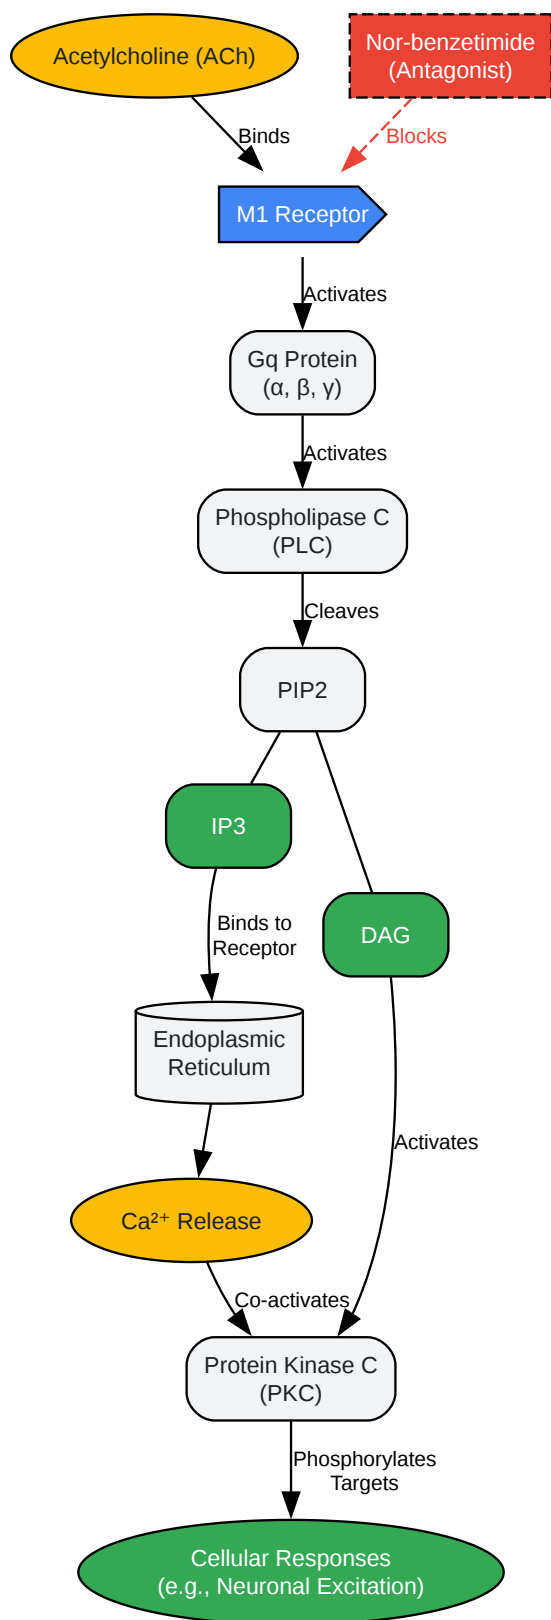 Acetylcholine (ACh)
Nor-benzetimide
(Antagonist)
Binds
Blocks
M1 Receptor
Activates
Gq Protein
(α, β, γ)
Activates
Phospholipase C
(PLC)
Cleaves
PIP2
IP3
Binds to
Receptor
DAG
Endoplasmic
Reticulum
Activates
Ca²⁺ Release
Co-activates
Protein Kinase C
(PKC)
Phosphorylates
Targets
Cellular Responses
(e.g., Neuronal Excitation)